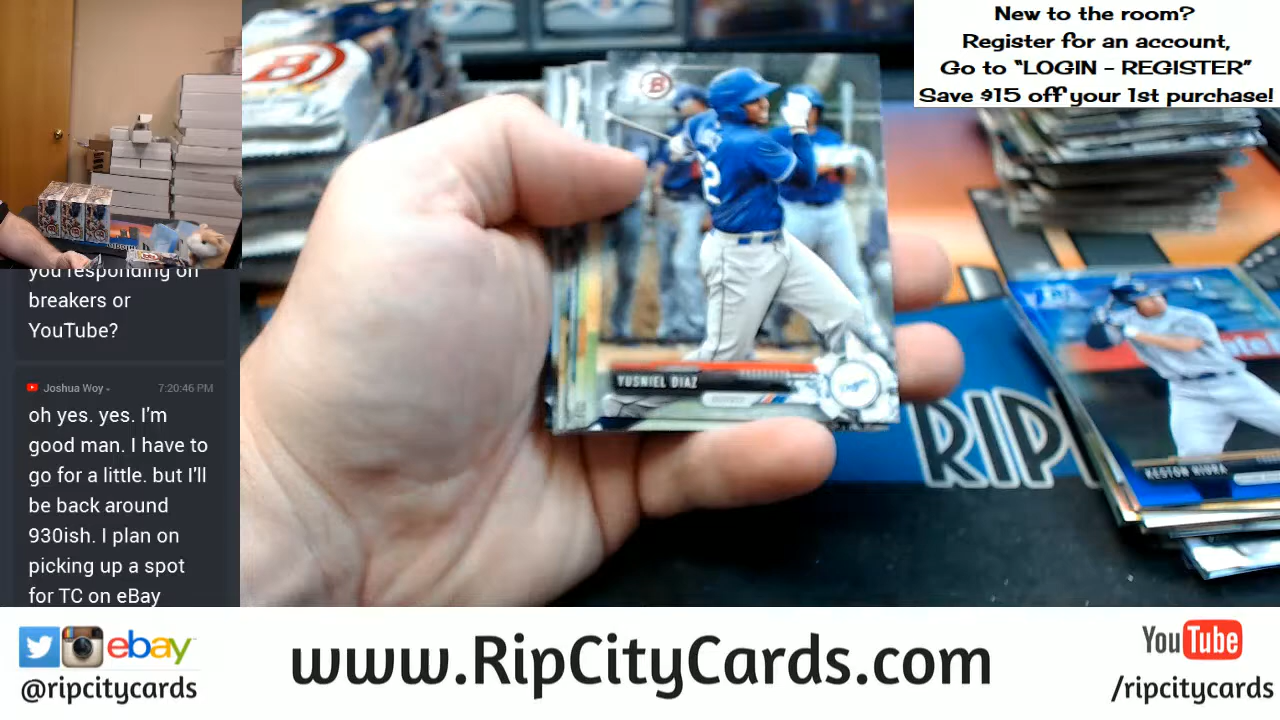 New to the room?
Register for an account,
Go to “LOGIN - REGISTER”
Save $15 off your 1st purchase!
you responding on
breakers or
YouTube?
Joshua Woy 7:20:46 PM
oh yes. yes. I'm
good man. I have to
go for a little. but I'll
be back around
930ish. I plan on
picking up a spot
for TC on eBay
B
2
YUSNIEL DIAZ
1st
KESTON HIURA
RIP
ebay
@ripcitycards
www.RipCityCards.com
YouTube
/ripcitycards